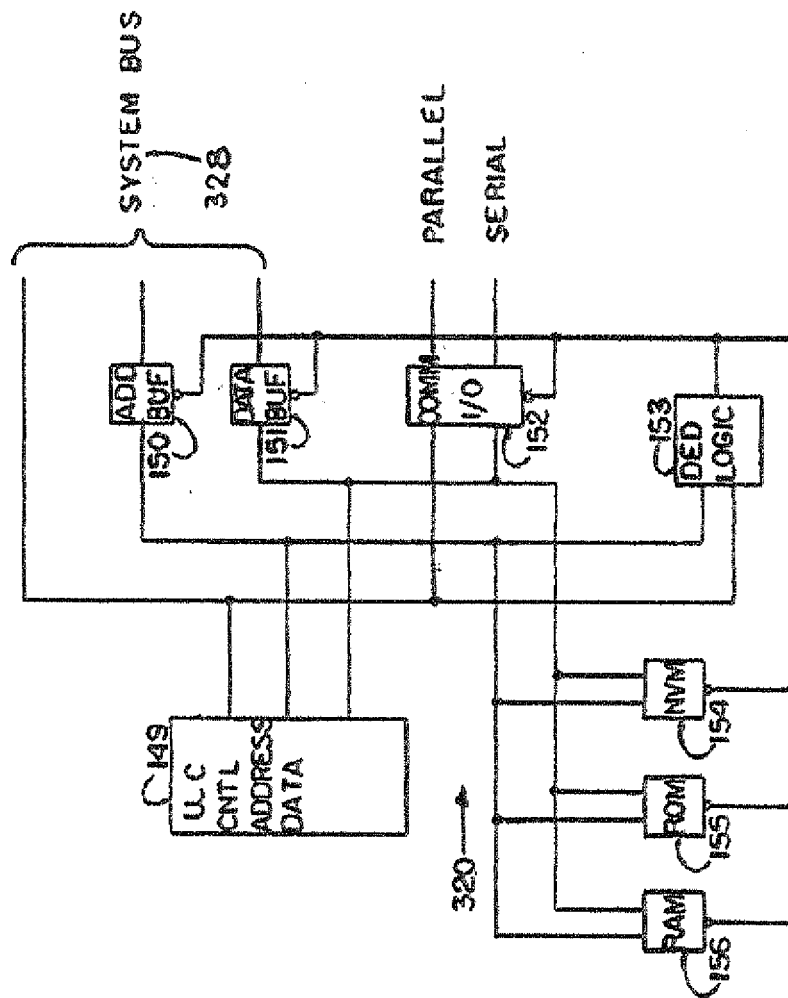 SYSTEM BUS
328
ADD
BUF
150
149
U.C
CNTL
ADDRESS
DATA
DATA
BUF
151
COMM
I/O
152
PARALLEL
SERIAL
320
RAM
156
ROM
155
NVM
154
153
DED
LOGIC